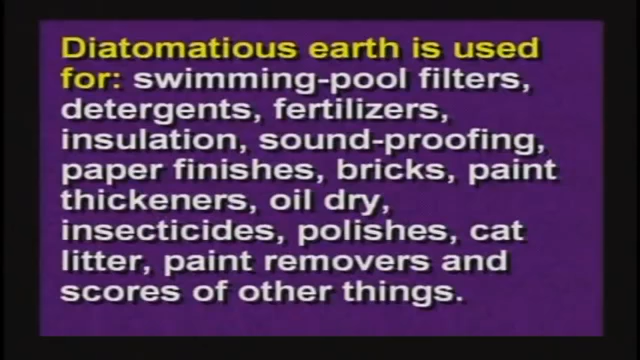 Diatomatious earth is used
for: swimming-pool filters,
detergents, fertilizers,
insulation, sound-proofing,
paper finishes, bricks, paint
thickeners, oil dry,
insecticides, polishes, cat
litter, paint removers and
scores of other things.